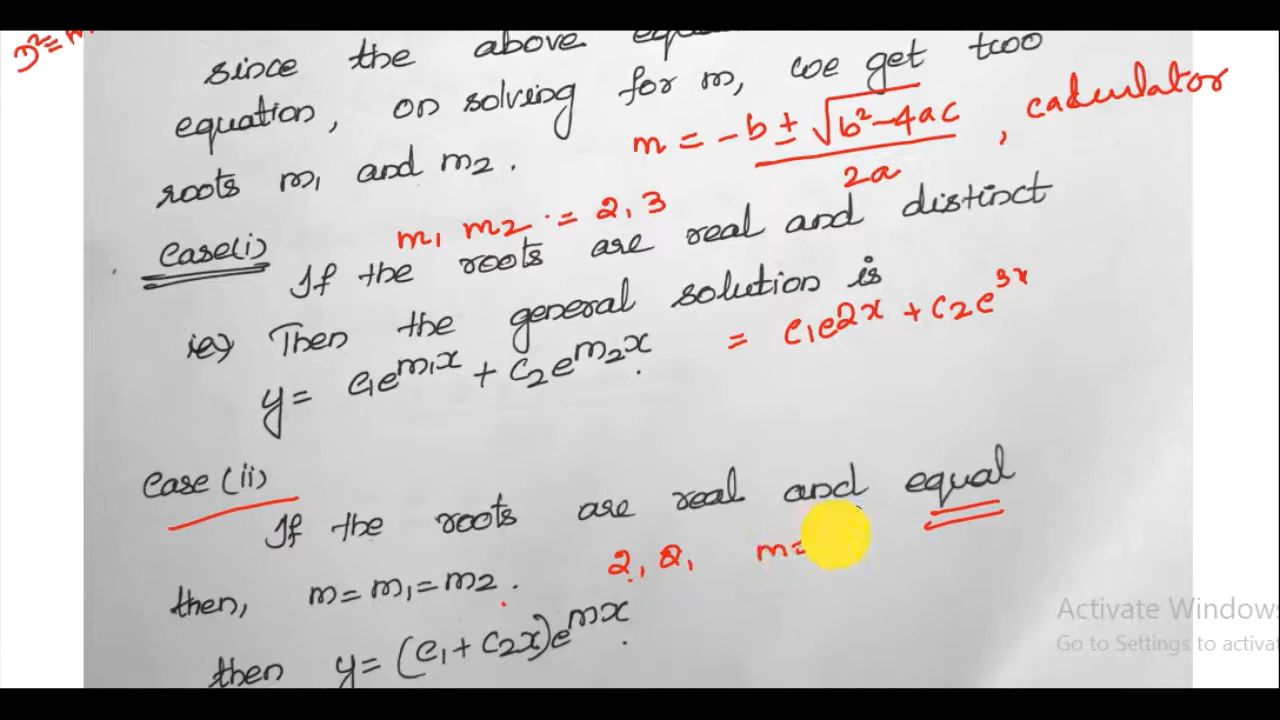 D²= m
since the above
equation, on solving for m, we get two
roots m₁ and m₂.
m = -b ± √b²-4ac / 2a , calculator
m₁ m₂ = 2, 3
Case(i)
If the roots are real and distinct
ie) Then the general solution is
y = c₁e^m₁x + c₂e^m₂x. = c₁e^2x + c₂e^3x
Case (ii)
If the roots are real and equal
2, 2, m=
then, m = m₁ = m₂.
then y = (c₁ + c₂x)e^mx.
Activate Windows
Go to Settings to activat